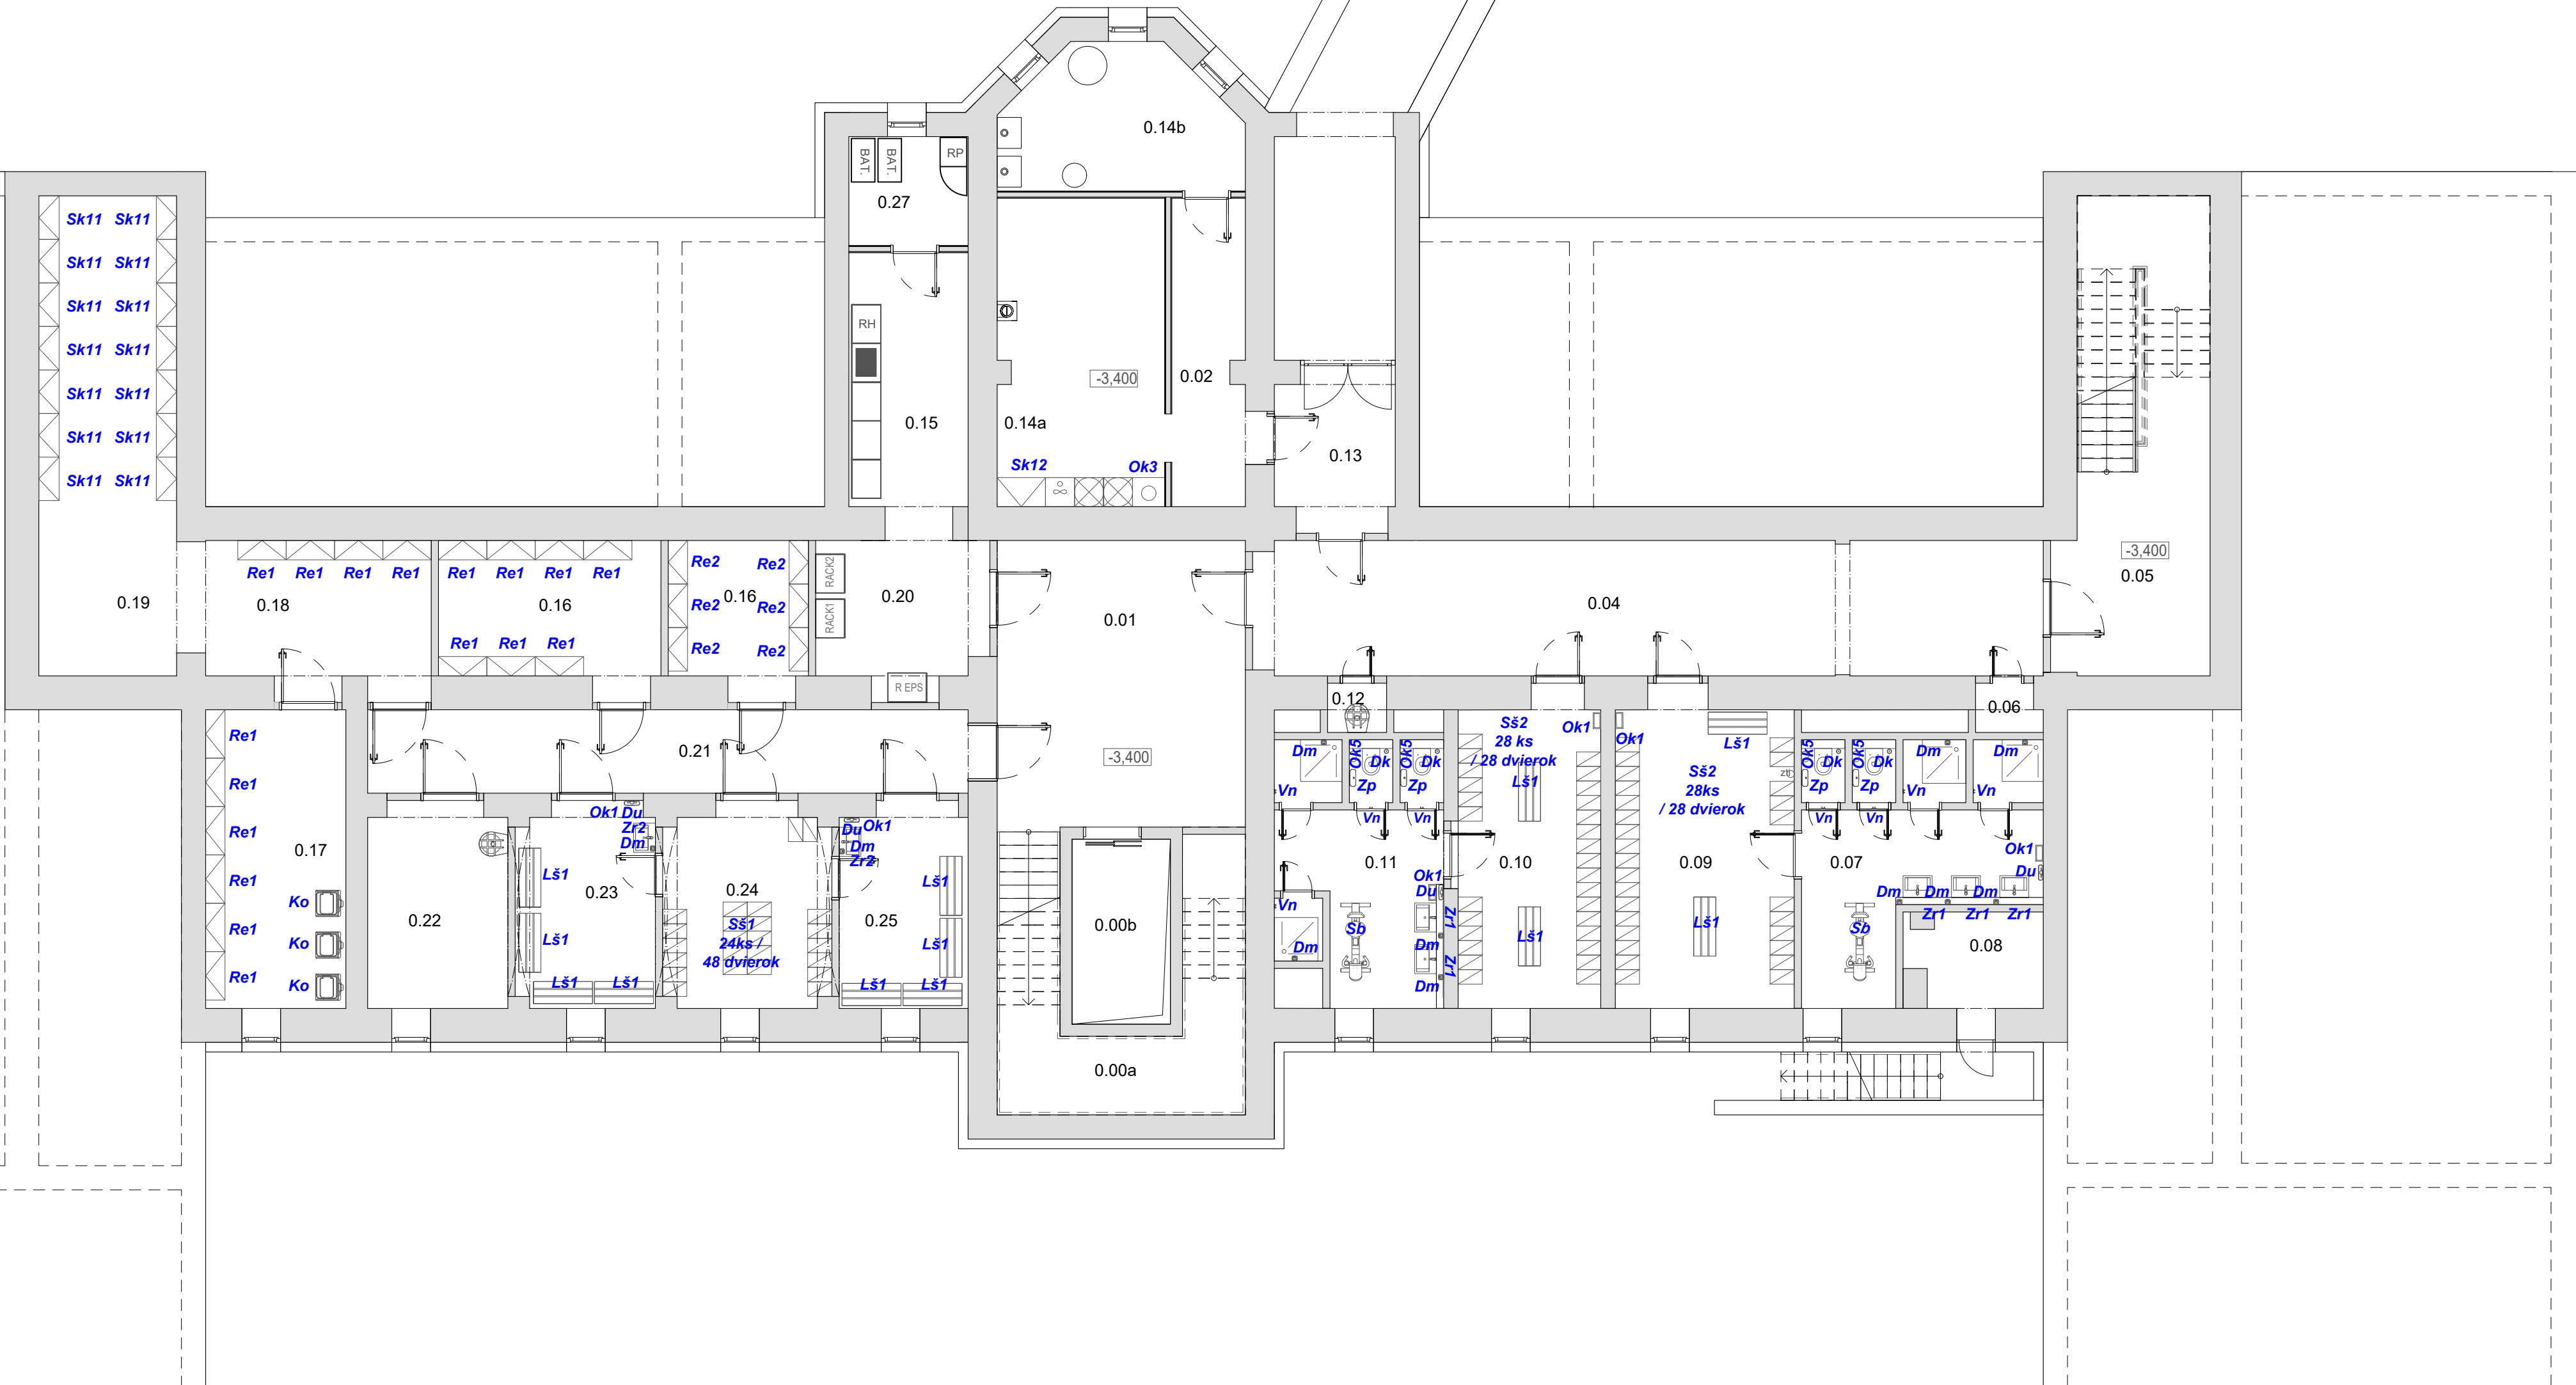 0.14b
BAT.
BAT.
RP
0.27
Sk11 Sk11
Sk11 Sk11
Sk11 Sk11
Sk11 Sk11
Sk11 Sk11
Sk11 Sk11
Sk11 Sk11
RH
0.15
-3,400
0.02
0.14a
Sk12
Ok3
0.13
-3,400
0.05
0.19
Re1 Re1 Re1 Re1
0.18
Re1 Re1 Re1 Re1
0.16
Re1 Re1 Re1
Re2 Re2
0.16
Re2 Re2
Re2 Re2
RACK2
RACK1
0.20
R EPS
0.01
0.04
0.12
0.06
0.21
-3,400
Re1
Re1
Re1
Re1
Re1
Re1
0.17
Ko
Ko
Ko
0.22
Ok1 Du
Zr2
Dm
Lš1
0.23
Lš1
Lš1 Lš1
0.24
Sš1
24ks /
48 dvierok
Du Ok1
Dm
Zr2
Lš1
0.25
Lš1
Lš1 Lš1
0.00b
0.00a
Dm
Ok5
Dk
Ok5
Dk
Vn
Zp
Zp
Vn
Vn
0.11
Ok1
Du
Vn
Zr1
Sb
Dm
Dm
Zr1
Dm
Sš2
28 ks
/ 28 dvierok
Ok1
Lš1
0.10
Lš1
Ok1
Lš1
Sš2
28ks
/ 28 dvierok
0.09
Lš1
Ok5
Dk
Ok5
Dk
Dm
Dm
Zp
Zp
Vn
Vn
Vn
Vn
0.07
Ok1
Du
Dm Dm Dm
Zr1 Zr1 Zr1
Sb
0.08